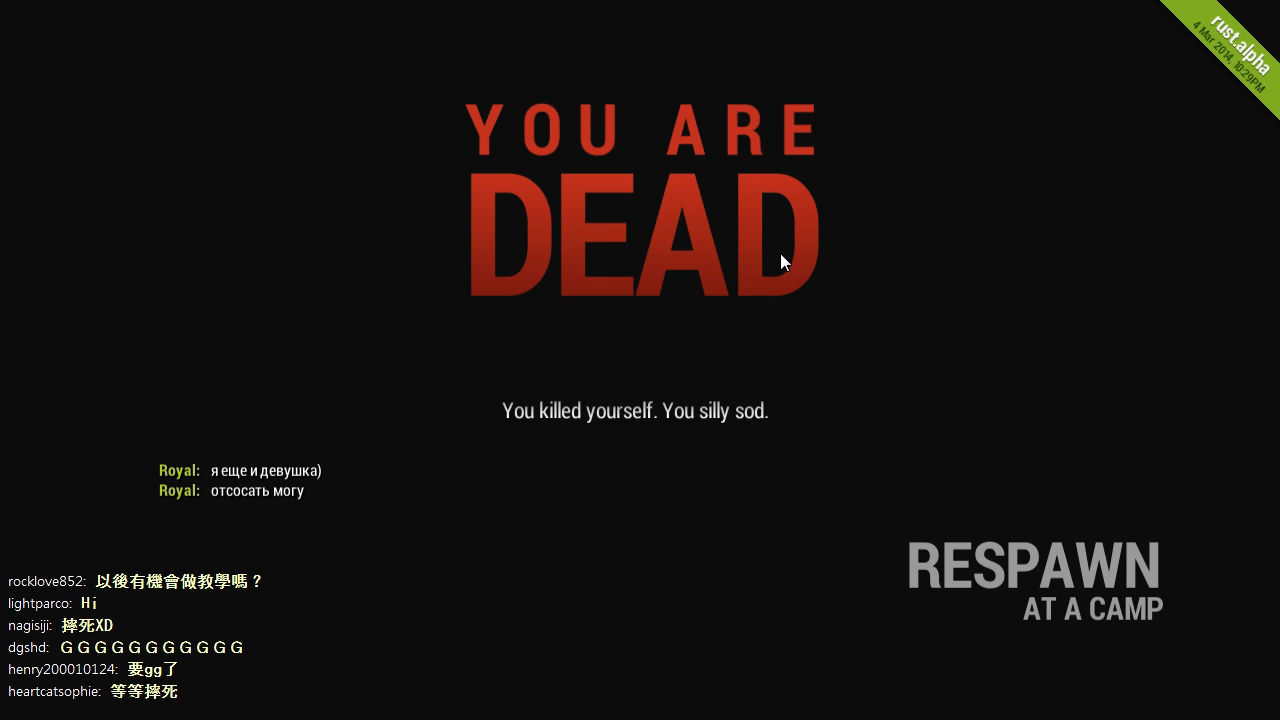 rust.alpha
4 Mar 2014, 10:29PM
YOU ARE
DEAD
You killed yourself. You silly sod.
Royal: я еще и девушка)
Royal: отсосать могу
RESPAWN
AT A CAMP
rocklove852: 以後有機會做教學嗎？
lightparco: Hi
nagisiji: 摔死XD
dgshd: ＧＧＧＧＧＧＧＧＧＧＧ
henry200010124: 要gg了
heartcatsophie: 等等摔死